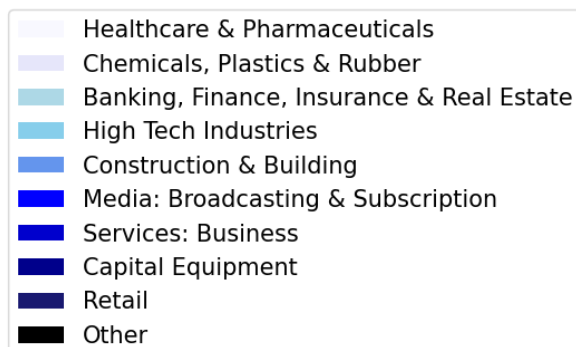 Healthcare & Pharmaceuticals
Chemicals, Plastics & Rubber
Banking, Finance, Insurance & Real Estate
High Tech Industries
Construction & Building
Media: Broadcasting & Subscription
Services: Business
Capital Equipment
Retail
Other